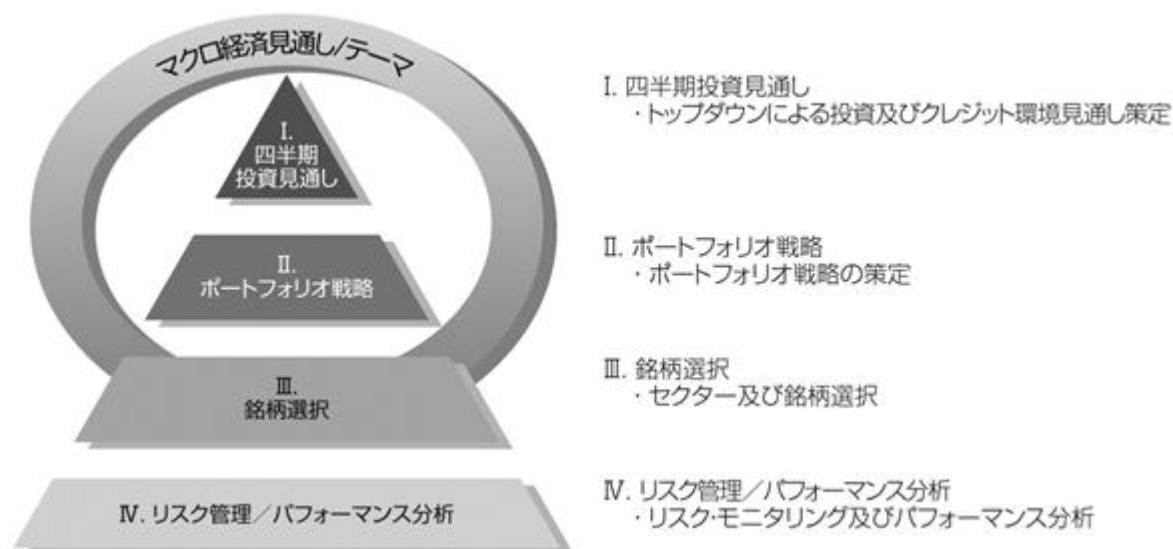 マクロ経済見通し/テーマ
I.
四半期
投資見通し
Ⅱ.
ポートフォリオ戦略
Ⅲ.
銘柄選択
Ⅳ. リスク管理／パフォーマンス分析
I. 四半期投資見通し
・トップダウンによる投資及びクレジット環境見通し策定
Ⅱ. ポートフォリオ戦略
・ポートフォリオ戦略の策定
Ⅲ. 銘柄選択
・セクター及び銘柄選択
Ⅳ. リスク管理／パフォーマンス分析
・リスク・モニタリング及びパフォーマンス分析